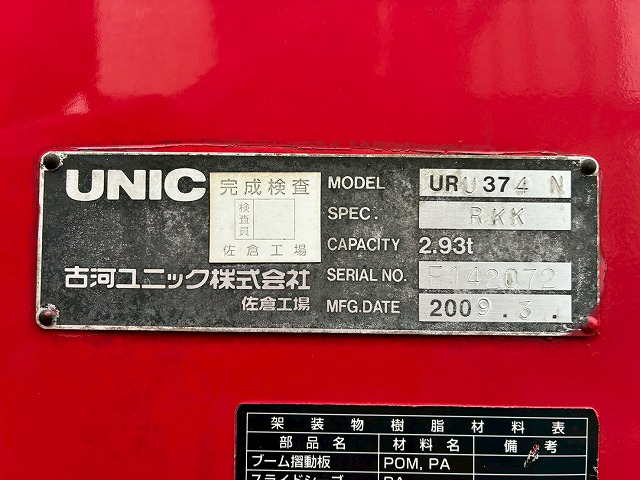 UNIC
完成検査
検査員
佐倉工場
古河ユニック株式会社
佐倉工場
MODEL URU374 N
SPEC. RKK
CAPACITY 2.93t
SERIAL NO. E142072
MFG.DATE 2009.3.
架装物樹脂材料表
部品名 材料名 備考
ブーム摺動板 POM, PA